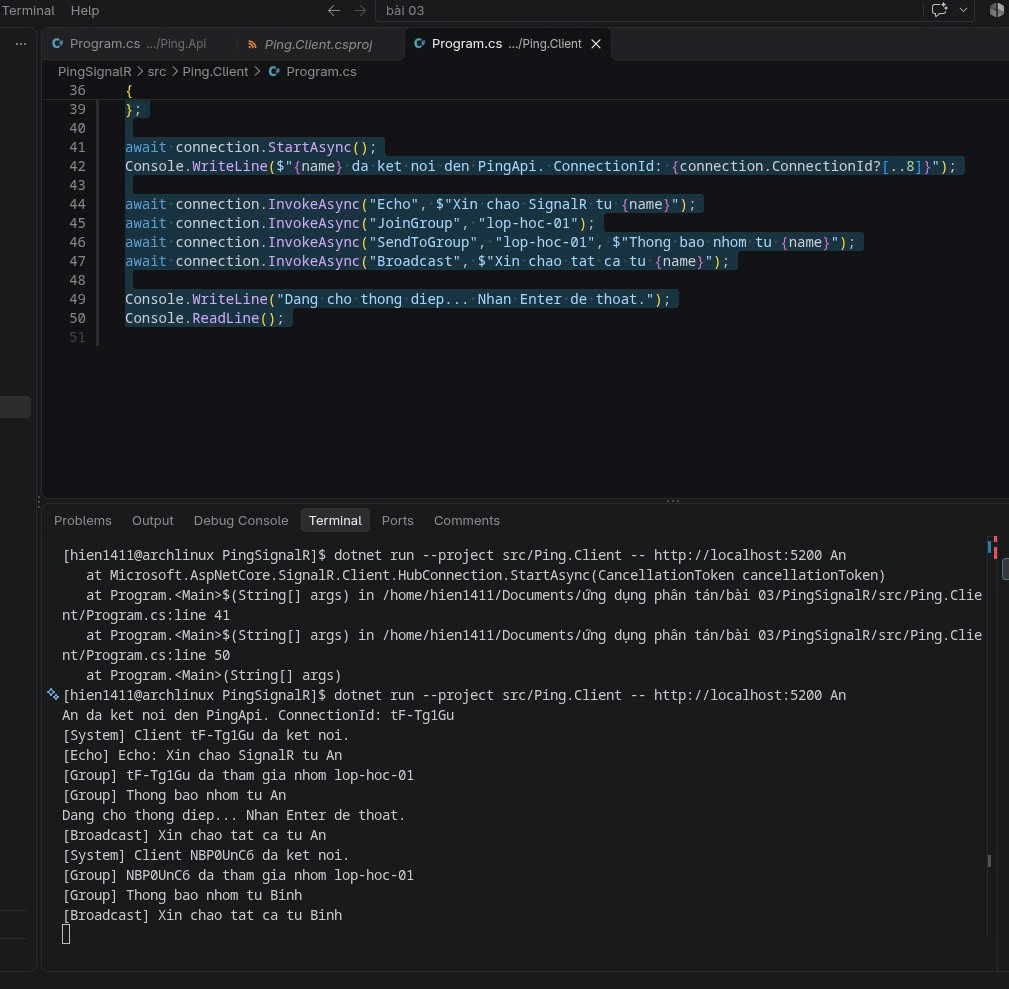 Terminal Help bài 03
Program.cs .../Ping.Api Ping.Client.csproj Program.cs .../Ping.Client
PingSignalR > src > Ping.Client > Program.cs
36 {
39 };
40
41 await connection.StartAsync();
42 Console.WriteLine($"{name} da ket noi den PingApi. ConnectionId: {connection.ConnectionId?[..8]}");
43
44 await connection.InvokeAsync("Echo", $"Xin chao SignalR tu {name}");
45 await connection.InvokeAsync("JoinGroup", "lop-hoc-01");
46 await connection.InvokeAsync("SendToGroup", "lop-hoc-01", $"Thong bao nhom tu {name}");
47 await connection.InvokeAsync("Broadcast", $"Xin chao tat ca tu {name}");
48
49 Console.WriteLine("Dang cho thong diep... Nhan Enter de thoat.");
50 Console.ReadLine();
51
Problems Output Debug Console Terminal Ports Comments
[hien1411@archlinux PingSignalR]$ dotnet run --project src/Ping.Client -- http://localhost:5200 An
at Microsoft.AspNetCore.SignalR.Client.HubConnection.StartAsync(CancellationToken cancellationToken)
at Program.<Main>$(String[] args) in /home/hien1411/Documents/ứng dụng phân tán/bài 03/PingSignalR/src/Ping.Clie
nt/Program.cs:line 41
at Program.<Main>$(String[] args) in /home/hien1411/Documents/ứng dụng phân tán/bài 03/PingSignalR/src/Ping.Clie
nt/Program.cs:line 50
at Program.<Main>(String[] args)
[hien1411@archlinux PingSignalR]$ dotnet run --project src/Ping.Client -- http://localhost:5200 An
An da ket noi den PingApi. ConnectionId: tF-Tg1Gu
[System] Client tF-Tg1Gu da ket noi.
[Echo] Echo: Xin chao SignalR tu An
[Group] tF-Tg1Gu da tham gia nhom lop-hoc-01
[Group] Thong bao nhom tu An
Dang cho thong diep... Nhan Enter de thoat.
[Broadcast] Xin chao tat ca tu An
[System] Client NBP0UnC6 da ket noi.
[Group] NBP0UnC6 da tham gia nhom lop-hoc-01
[Group] Thong bao nhom tu Binh
[Broadcast] Xin chao tat ca tu Binh